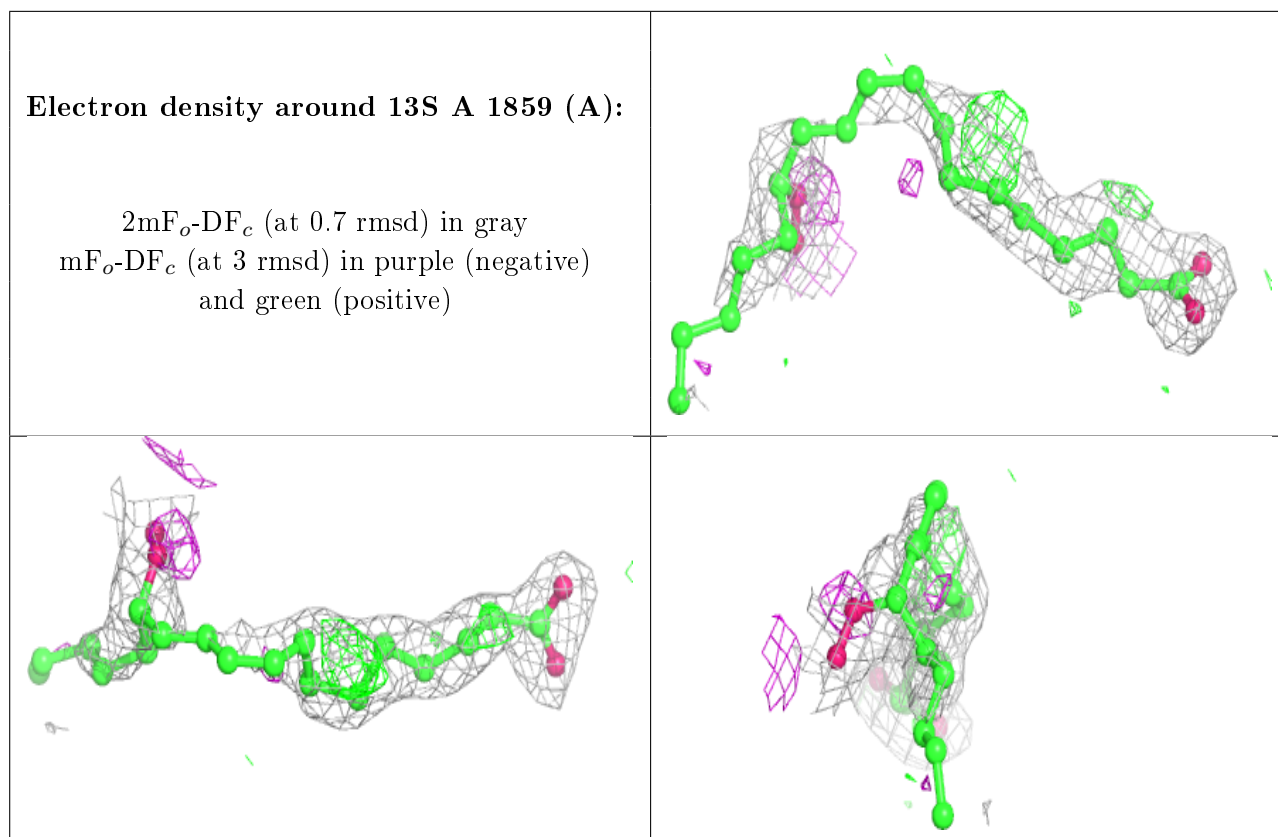 Electron density around 13S A 1859 (A):
2mFo-DFc (at 0.7 rmsd) in gray
mFo-DFc (at 3 rmsd) in purple (negative)
and green (positive)